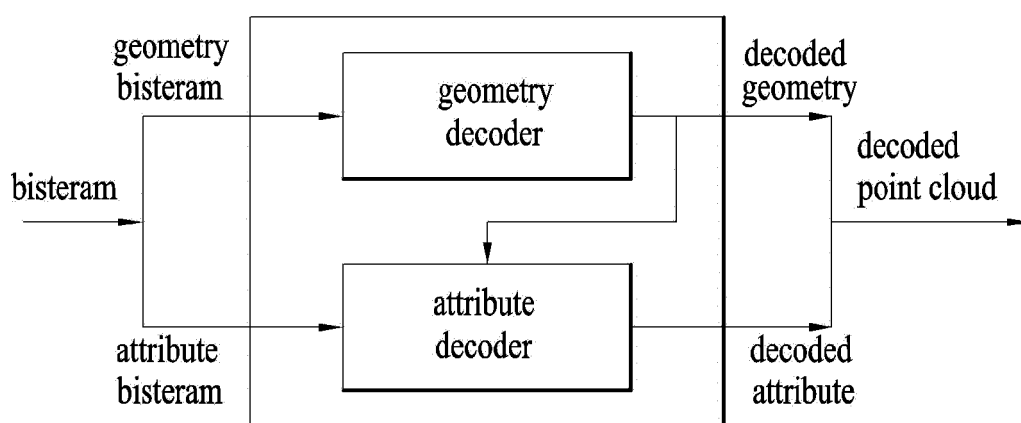 geometry
bisteram
geometry
decoder
decoded
geometry
bisteram
decoded
point cloud
attribute
decoder
attribute
bisteram
decoded
attribute